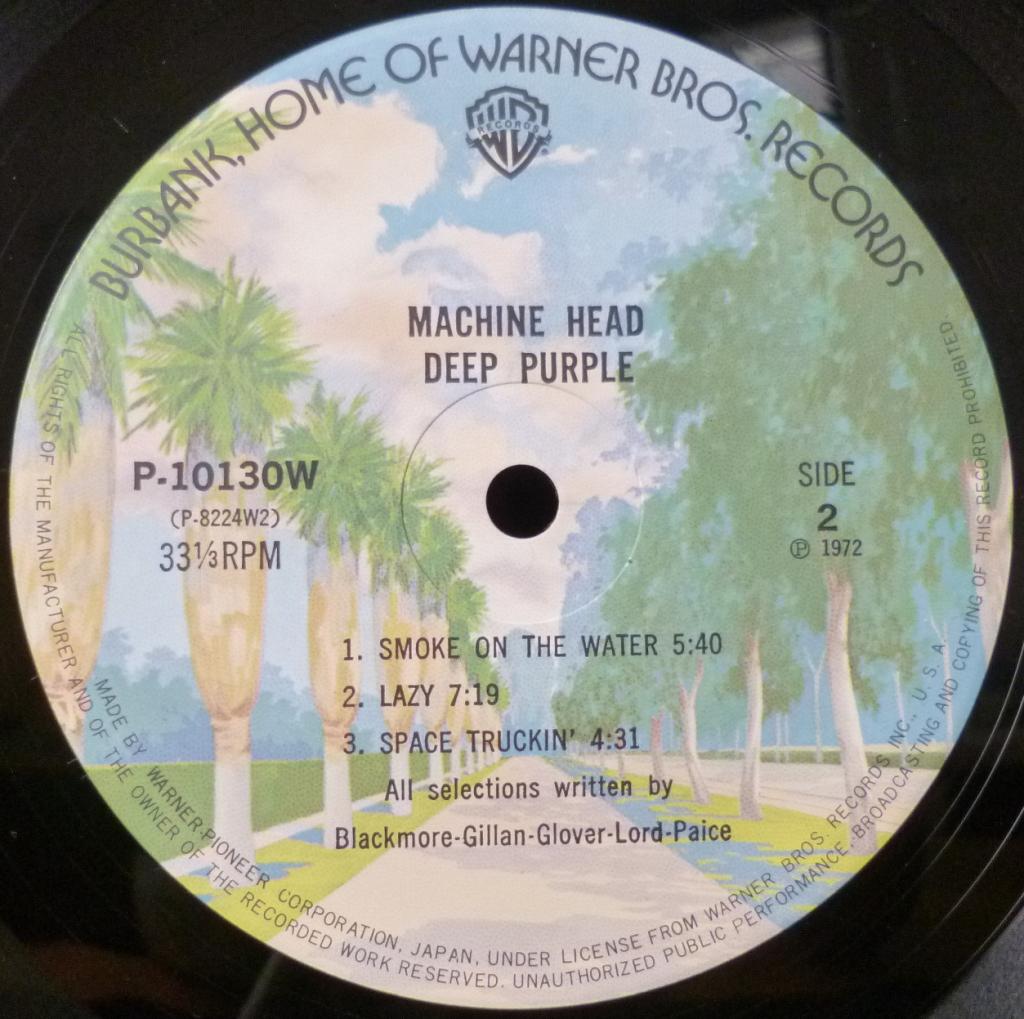 BURBANK, HOME OF WARNER BROS. RECORDS
WB
RECORDS
MACHINE HEAD
DEEP PURPLE
P-10130W
(P-8224W2)
33⅓ RPM
SIDE
2
Ⓟ 1972
1. SMOKE ON THE WATER 5:40
2. LAZY 7:19
3. SPACE TRUCKIN' 4:31
All selections written by
Blackmore-Gillan-Glover-Lord-Paice
MADE BY WARNER-PIONEER CORPORATION, JAPAN, UNDER LICENSE FROM WARNER BROS. RECORDS INC., U. S. A.
ALL RIGHTS OF THE MANUFACTURER AND OF THE OWNER OF THE RECORDED WORK RESERVED. UNAUTHORIZED PUBLIC PERFORMANCE. BROADCASTING AND COPYING OF THIS RECORD PROHIBITED.